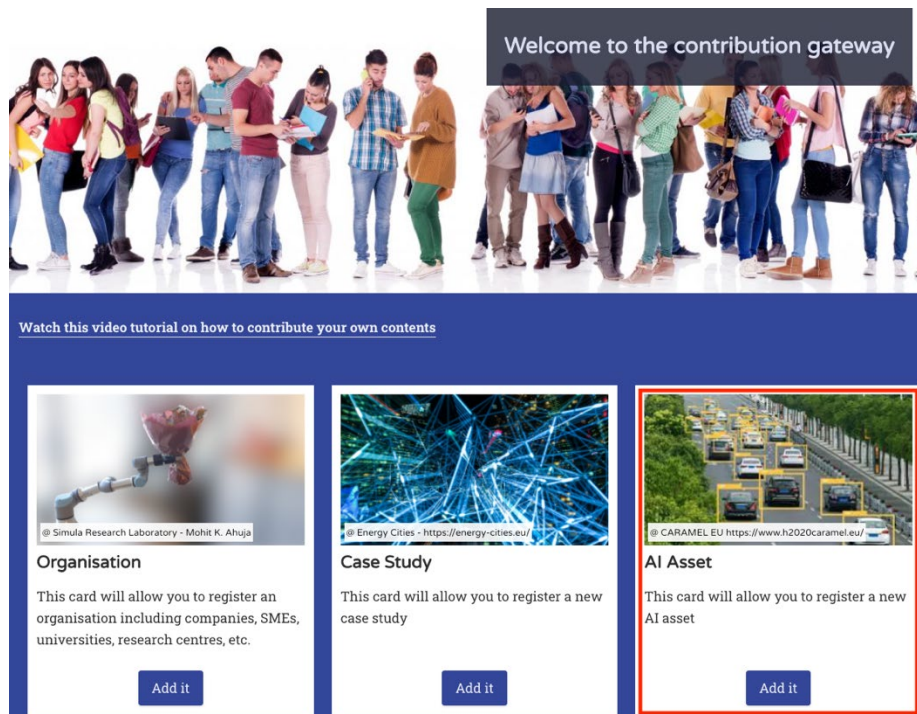 Welcome to the contribution gateway
Watch this video tutorial on how to contribute your own contents
@ Simula Research Laboratory - Mohit K. Ahuja
Organisation
This card will allow you to register an
organisation including companies, SMEs,
universities, research centres, etc.
Add it
@ Energy Cities - https://energy-cities.eu/
Case Study
This card will allow you to register a new
case study
Add it
@ CARAMEL EU https://www.h2020caramel.eu/
AI Asset
This card will allow you to register a new
AI asset
Add it